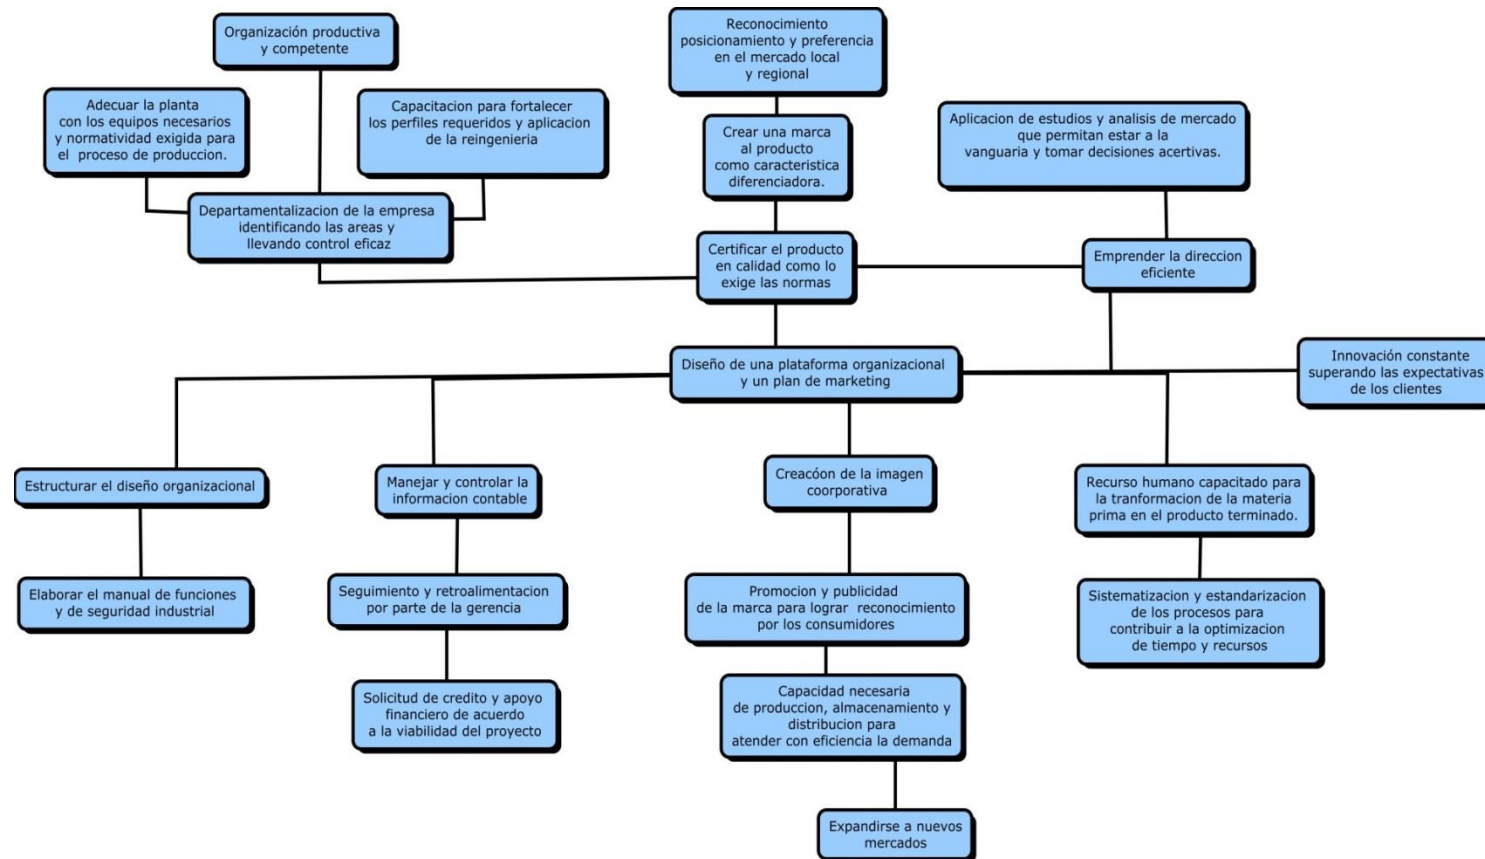 Organización productiva
y competente
Reconocimiento
posicionamiento y preferencia
en el mercado local
y regional
Adecuar la planta
con los equipos necesarios
y normatividad exigida para
el proceso de produccion.
Capacitacion para fortalecer
los perfiles requeridos y aplicacion
de la reingenieria
Crear una marca
al producto
como caracteristica
diferenciadora.
Aplicacion de estudios y analisis de mercado
que permitan estar a la
vanguaria y tomar decisiones acertivas.
Departamentalizacion de la empresa
identificando las areas y
llevando control eficaz
Certificar el producto
en calidad como lo
exige las normas
Emprender la direccion
eficiente
Diseño de una plataforma organizacional
y un plan de marketing
Innovación constante
superando las expectativas
de los clientes
Estructurar el diseño organizacional
Manejar y controlar la
informacion contable
Creacóon de la imagen
coorporativa
Recurso humano capacitado para
la tranformacion de la materia
prima en el producto terminado.
Elaborar el manual de funciones
y de seguridad industrial
Seguimiento y retroalimentacion
por parte de la gerencia
Promocion y publicidad
de la marca para lograr reconocimiento
por los consumidores
Sistematizacion y estandarizacion
de los procesos para
contribuir a la optimizacion
de tiempo y recursos
Solicitud de credito y apoyo
financiero de acuerdo
a la viabilidad del proyecto
Capacidad necesaria
de produccion, almacenamiento y
distribucion para
atender con eficiencia la demanda
Expandirse a nuevos
mercados